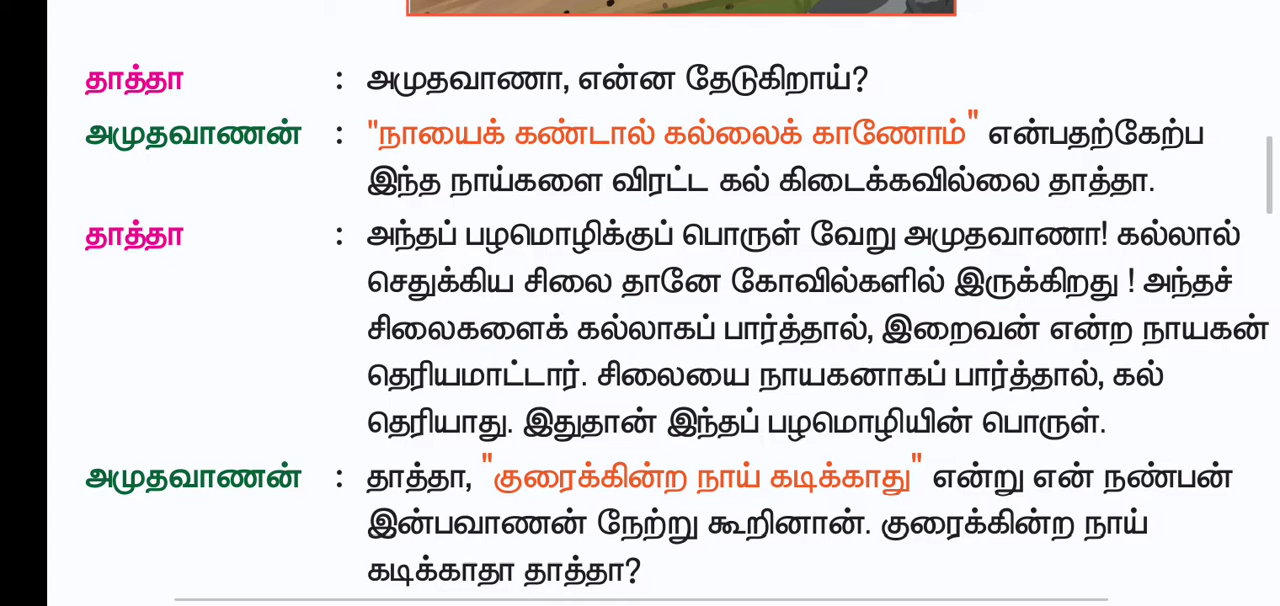 தாத்தா : அமுதவாணா, என்ன தேடுகிறாய்?
அமுதவாணன் : "நாயைக் கண்டால் கல்லைக் காணோம்" என்பதற்கேற்ப
இந்த நாய்களை விரட்ட கல் கிடைக்கவில்லை தாத்தா.
தாத்தா : அந்தப் பழமொழிக்குப் பொருள் வேறு அமுதவாணா! கல்லால்
செதுக்கிய சிலை தானே கோவில்களில் இருக்கிறது ! அந்தச்
சிலைகளைக் கல்லாகப் பார்த்தால், இறைவன் என்ற நாயகன்
தெரியமாட்டார். சிலையை நாயகனாகப் பார்த்தால், கல்
தெரியாது. இதுதான் இந்தப் பழமொழியின் பொருள்.
அமுதவாணன் : தாத்தா, "குரைக்கின்ற நாய் கடிக்காது" என்று என் நண்பன்
இன்பவாணன் நேற்று கூறினான். குரைக்கின்ற நாய்
கடிக்காதா தாத்தா?